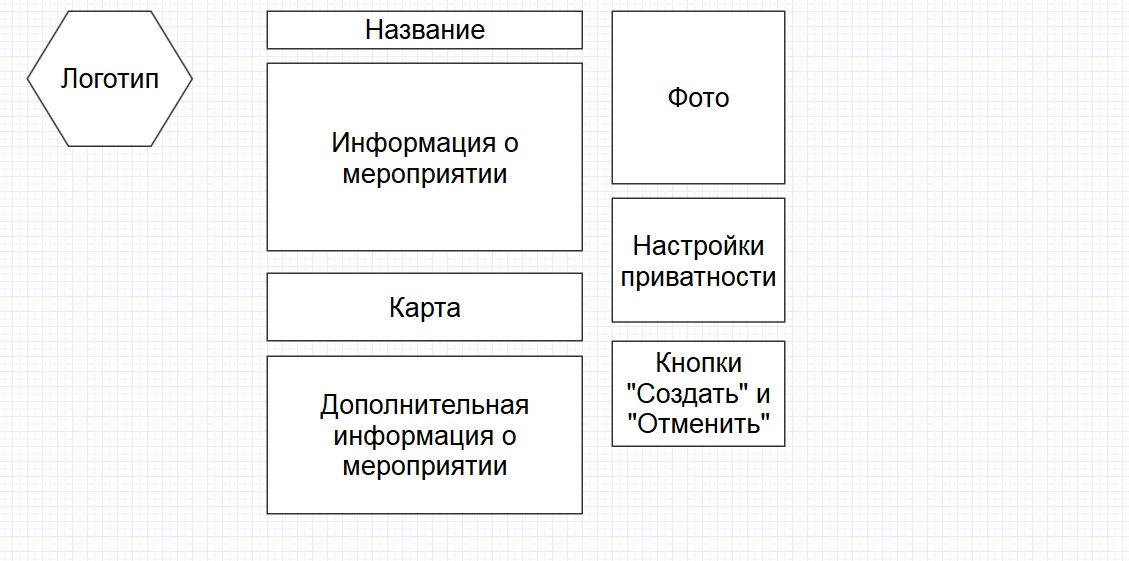 Логотип
Название
Информация о
мероприятии
Карта
Дополнительная
информация о
мероприятии
Фото
Настройки
приватности
Кнопки
"Создать" и
"Отменить"